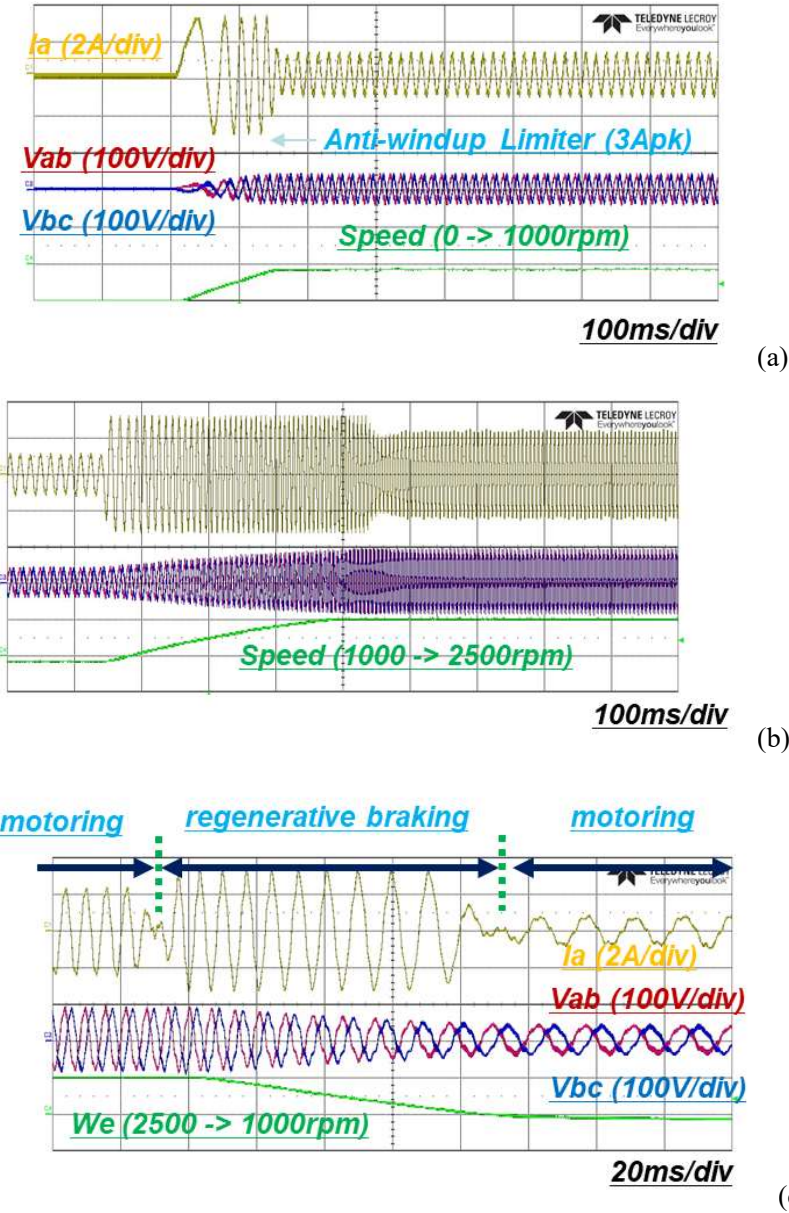 TELEDYNE LECROY
Everywhereyoulook
Ia (2A/div)
Anti-windup Limiter (3Apk)
Vab (100V/div)
Vbc (100V/div)
Speed (0 -> 1000rpm)
100ms/div
(a)
TELEDYNE LECROY
Everywhereyoulook
Speed (1000 -> 2500rpm)
100ms/div
(b)
motoring regenerative braking motoring
Everywhereyoulook
Ia (2A/div)
Vab (100V/div)
Vbc (100V/div)
We (2500 -> 1000rpm)
20ms/div